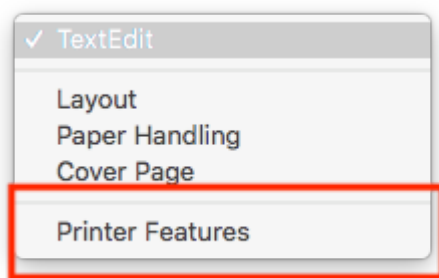 ✓ TextEdit
Layout
Paper Handling
Cover Page
Printer Features